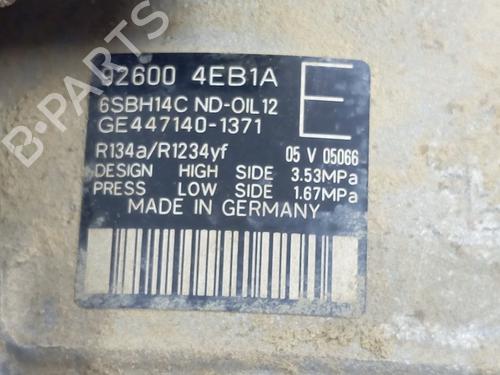 B-PARTS
92600 4EB1A
E
6SBH14C ND-OIL12
GE447140-1371
R134a/R1234yf 05 V 05066
DESIGN HIGH SIDE 3.53MPa
PRESS LOW SIDE 1.67MPa
MADE IN GERMANY